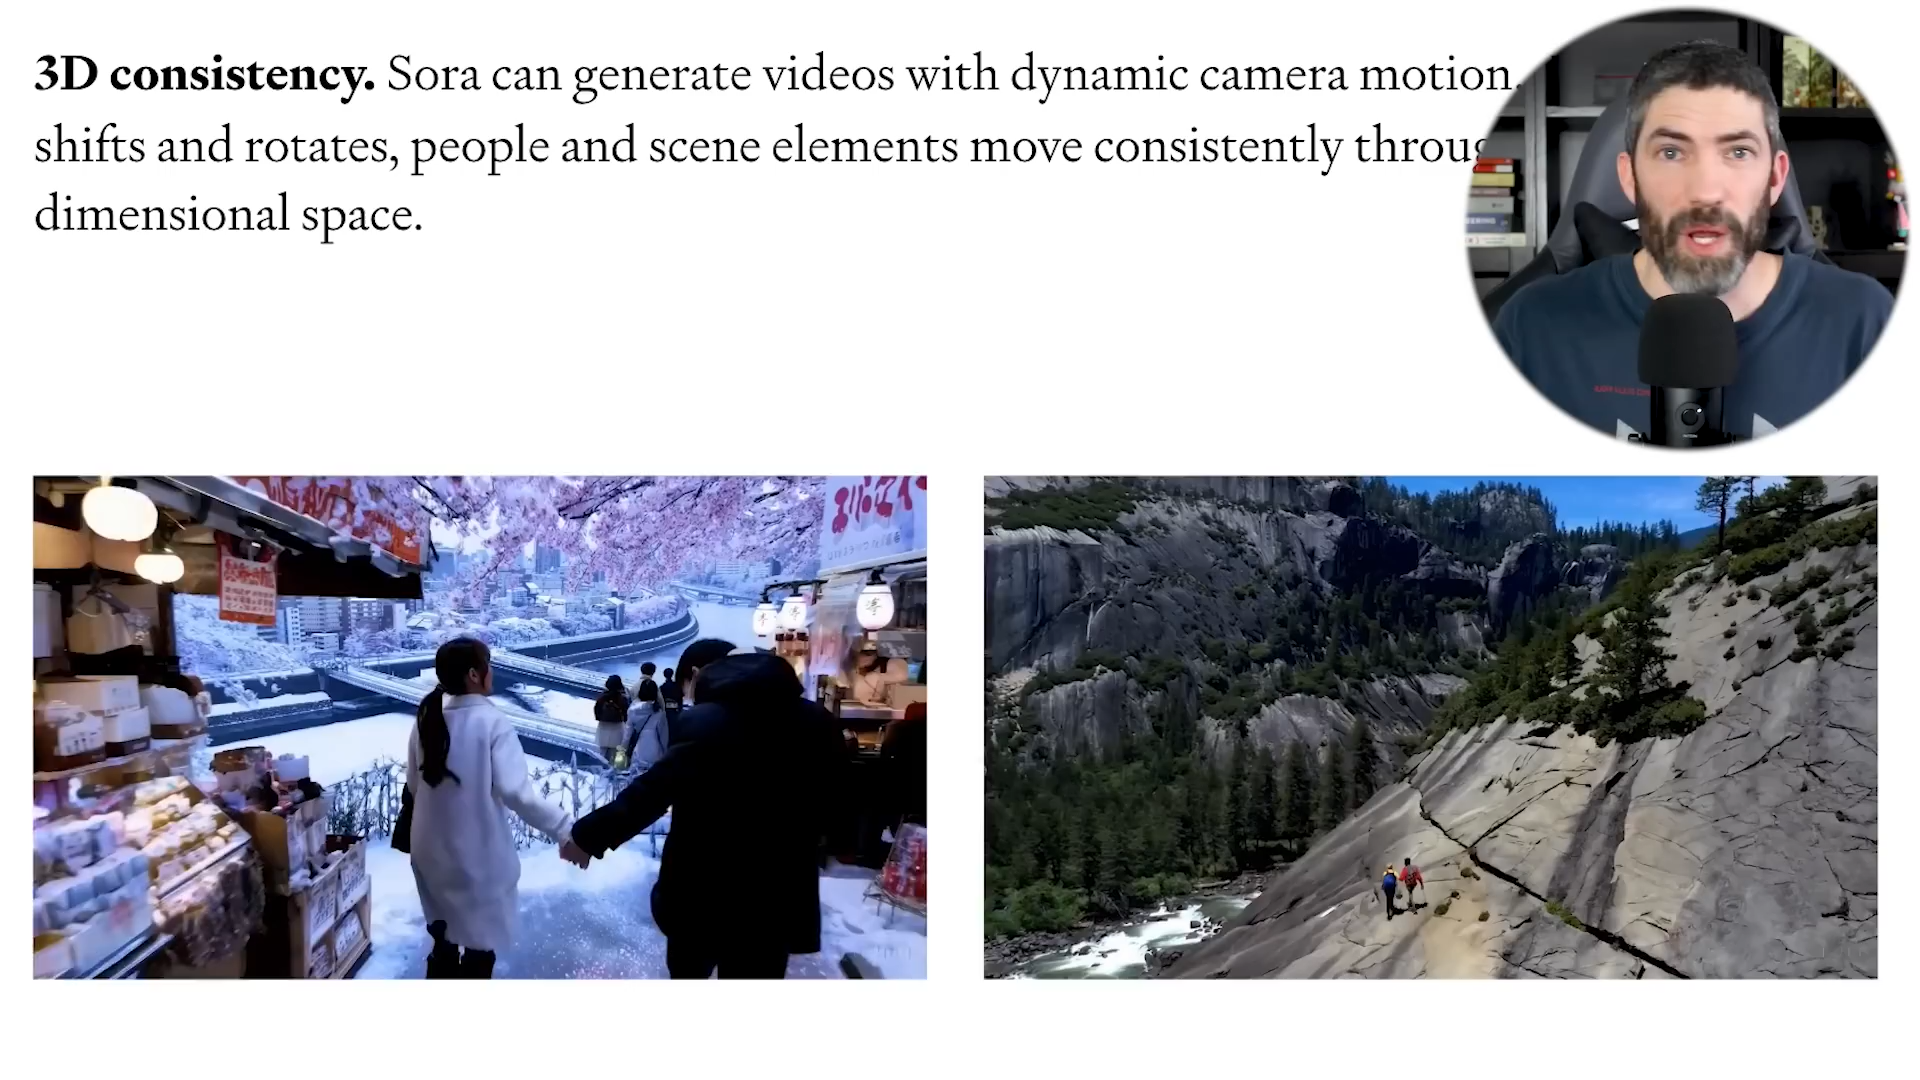 3D consistency. Sora can generate videos with dynamic camera motion.
shifts and rotates, people and scene elements move consistently
dimensional space.